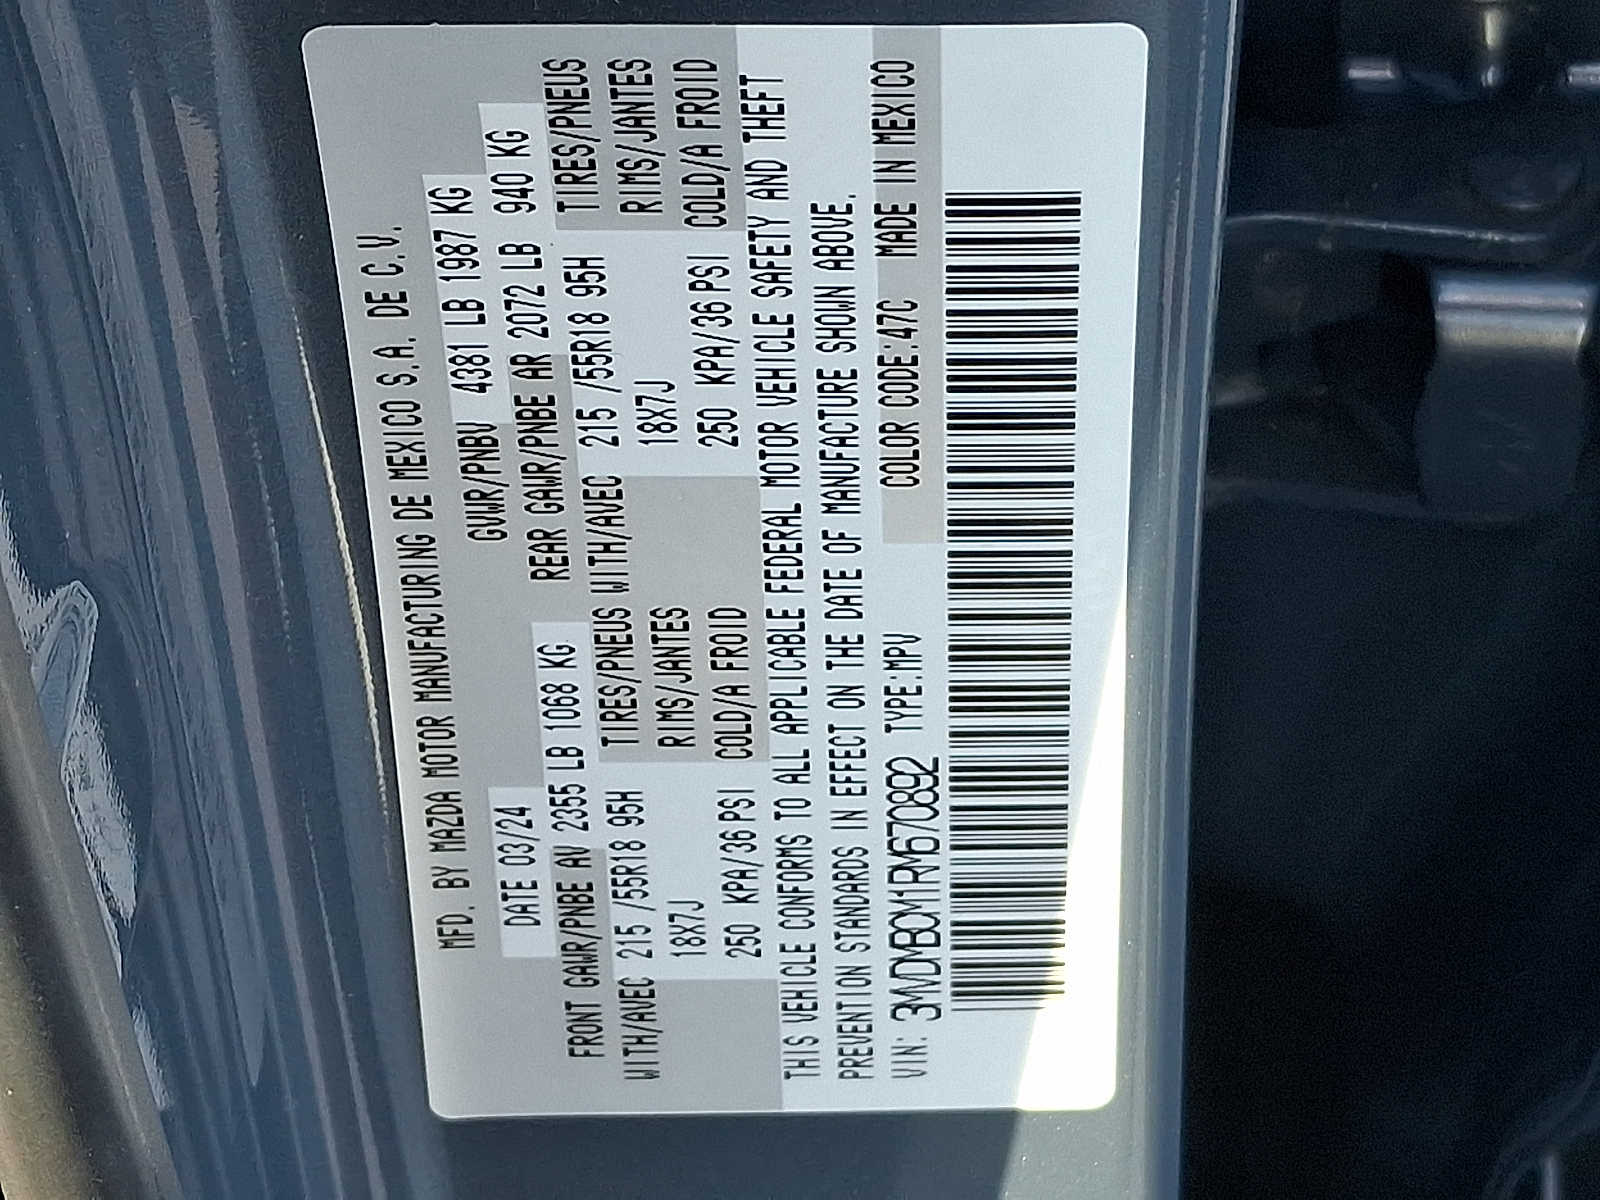 MFD. BY MAZDA MOTOR MANUFACTURING DE MEXICO S.A. DE C.V.
DATE 03/24 GVWR/PNBV 4381 LB 1987 KG
FRONT GAWR/PNBE AV 2355 LB 1068 KG REAR GAWR/PNBE AR 2072 LB 940 KG
WITH/AVEC 215 /55R18 95H TIRES/PNEUS WITH/AVEC 215 /55R18 95H TIRES/PNEUS
18X7J RIMS/JANTES 18X7J RIMS/JANTES
250 KPA/36 PSI COLD/A FROID 250 KPA/36 PSI COLD/A FROID
THIS VEHICLE CONFORMS TO ALL APPLICABLE FEDERAL MOTOR VEHICLE SAFETY AND THEFT
PREVENTION STANDARDS IN EFFECT ON THE DATE OF MANUFACTURE SHOWN ABOVE.
VIN: 3MVDMBCM1RM670892 TYPE:MPV COLOR CODE:47C MADE IN MEXICO